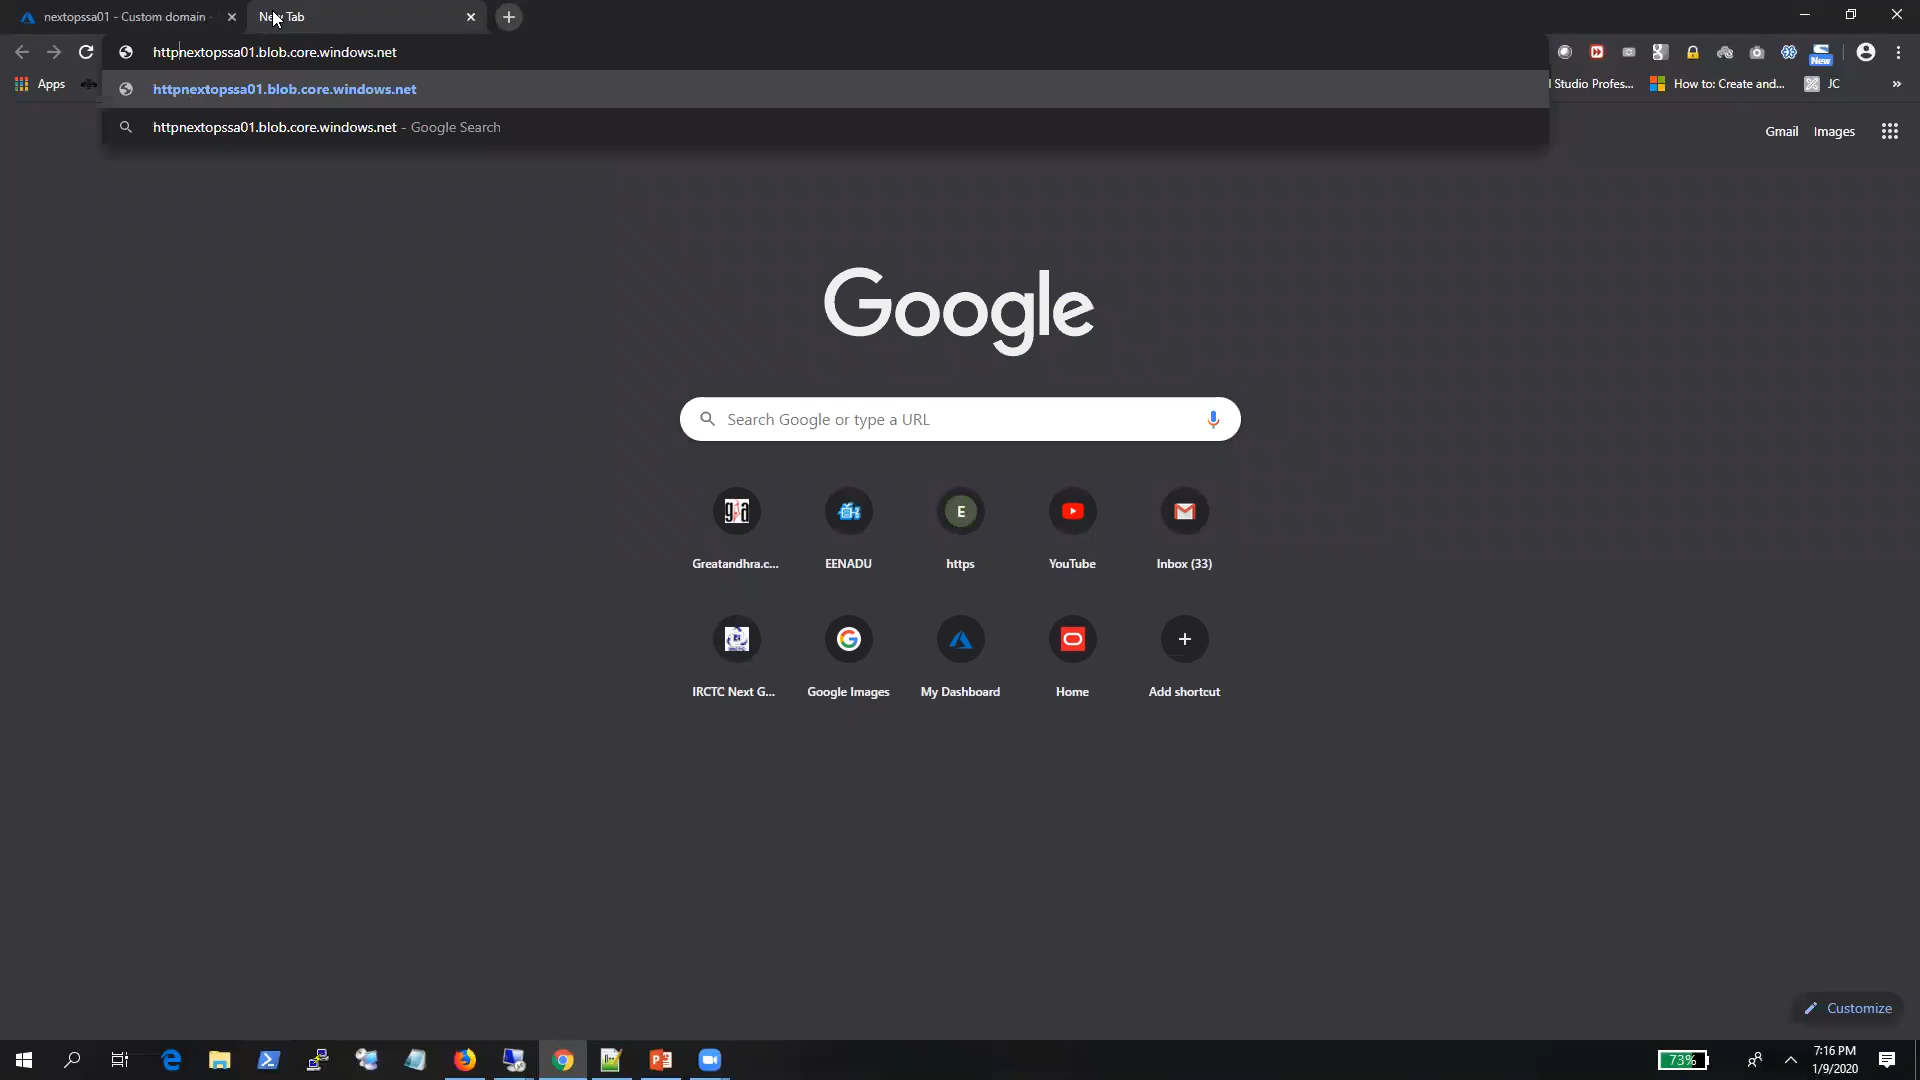 nextopssa01 - Custom domain -
New Tab
httpnextopssa01.blob.core.windows.net
New
Apps
httpnextopssa01.blob.core.windows.net
l Studio Profes...
How to: Create and...
JC
»
httpnextopssa01.blob.core.windows.net - Google Search
Gmail
Images
Google
Search Google or type a URL
E
Greatandhra.c...
EENADU
https
YouTube
Inbox (33)
IRCTC Next G...
Google Images
My Dashboard
Home
Add shortcut
Customize
73%
7:16 PM
1/9/2020